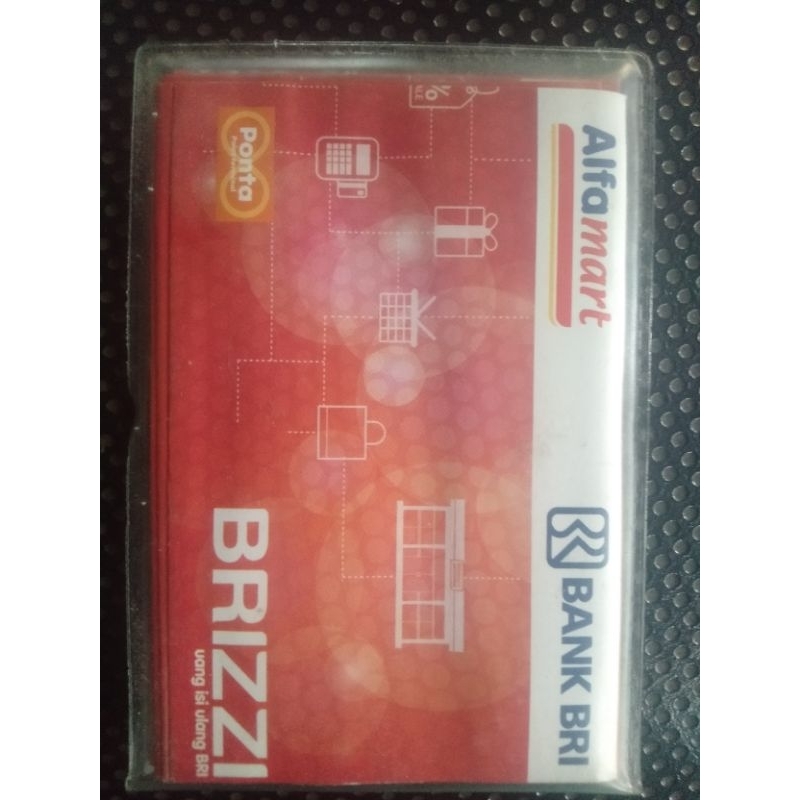 Alfamart
BANK BRI
Ponta
BRIZZI
uang isi ulang BRI